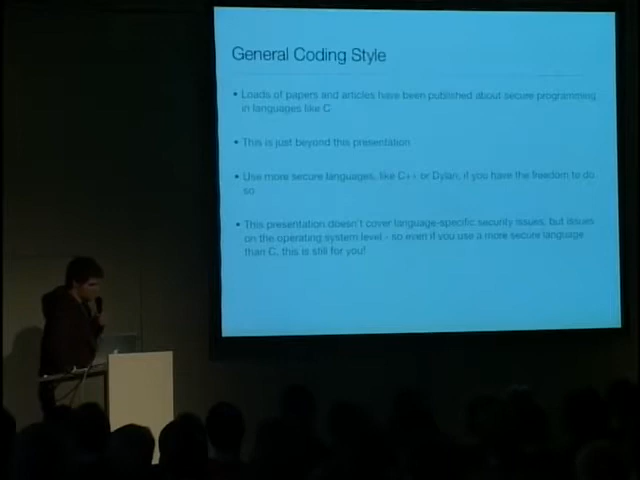 General Coding Style
• Loads of papers and articles have been published about secure programming
in languages like C
• This is just beyond this presentation
• Use more secure languages, like C++ or Dylan, if you have the freedom to do
so
• This presentation doesn't cover language-specific security issues, but issues
on the operating system level - so even if you use a more secure language
than C, this is still for you!